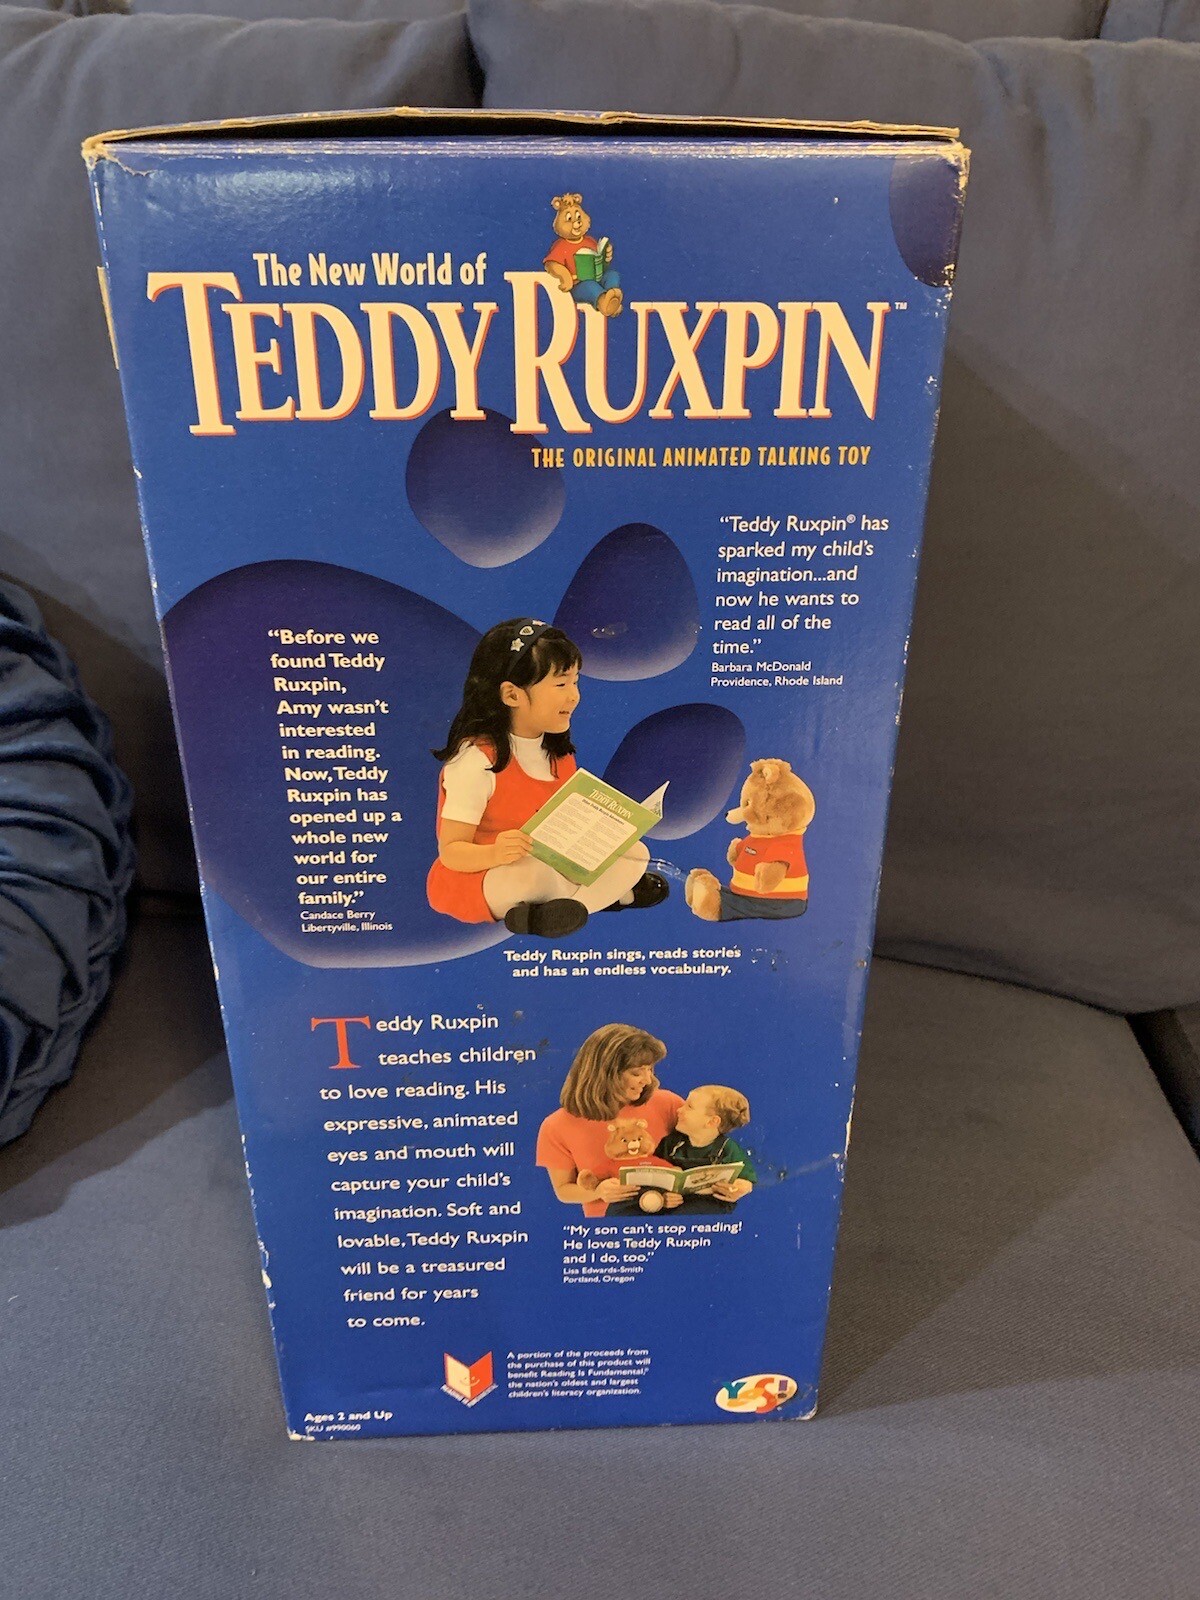 The New World of
TEDDY RUXPIN™
THE ORIGINAL ANIMATED TALKING TOY
“Teddy Ruxpin® has
sparked my child’s
imagination...and
now he wants to
read all of the
time.”
Barbara McDonald
Providence, Rhode Island
“Before we
found Teddy
Ruxpin,
Amy wasn’t
interested
in reading.
Now, Teddy
Ruxpin has
opened up a
whole new
world for
our entire
family.”
Candace Berry
Libertyville, Illinois
TEDDY RUXPIN
Teddy Ruxpin sings, reads stories
and has an endless vocabulary.
Teddy Ruxpin
teaches children
to love reading. His
expressive, animated
eyes and mouth will
capture your child’s
imagination. Soft and
lovable, Teddy Ruxpin
will be a treasured
friend for years
to come.
“My son can’t stop reading!
He loves Teddy Ruxpin
and I do, too.”
Lisa Edwards-Smith
Portland, Oregon
A portion of the proceeds from
the purchase of this product will
benefit Reading Is Fundamental,®
the nation’s oldest and largest
children’s literacy organization.
YES!
Ages 2 and Up
SKU #990060